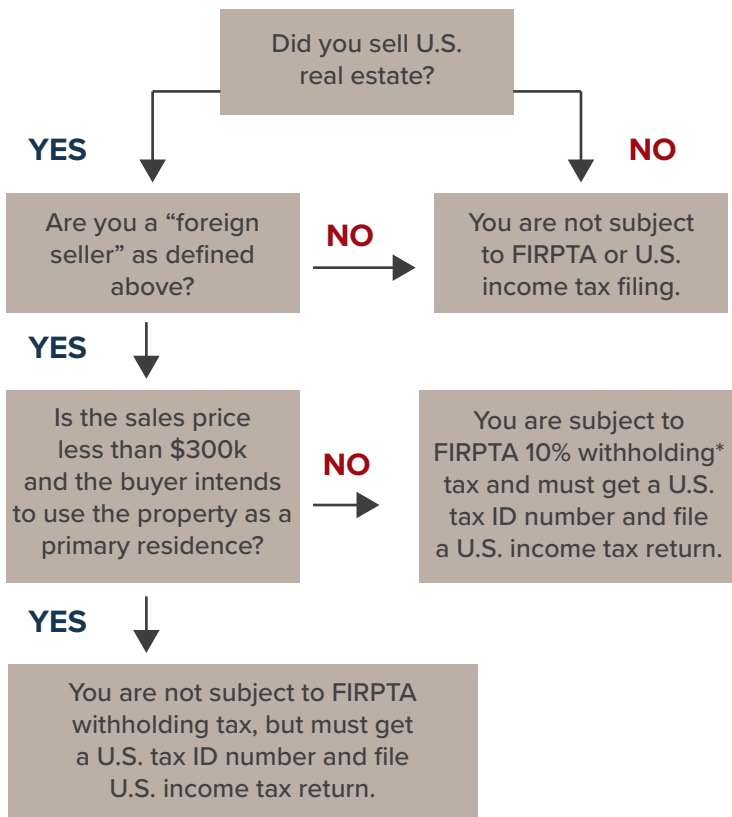 Did you sell U.S.
real estate?
YES
NO
Are you a “foreign
seller” as defined
above?
NO
You are not subject
to FIRPTA or U.S.
income tax filing.
YES
Is the sales price
less than $300k
and the buyer intends
to use the property as a
primary residence?
NO
You are subject to
FIRPTA 10% withholding*
tax and must get a U.S.
tax ID number and file
a U.S. income tax return.
YES
You are not subject to FIRPTA
withholding tax, but must get
a U.S. tax ID number and file
U.S. income tax return.